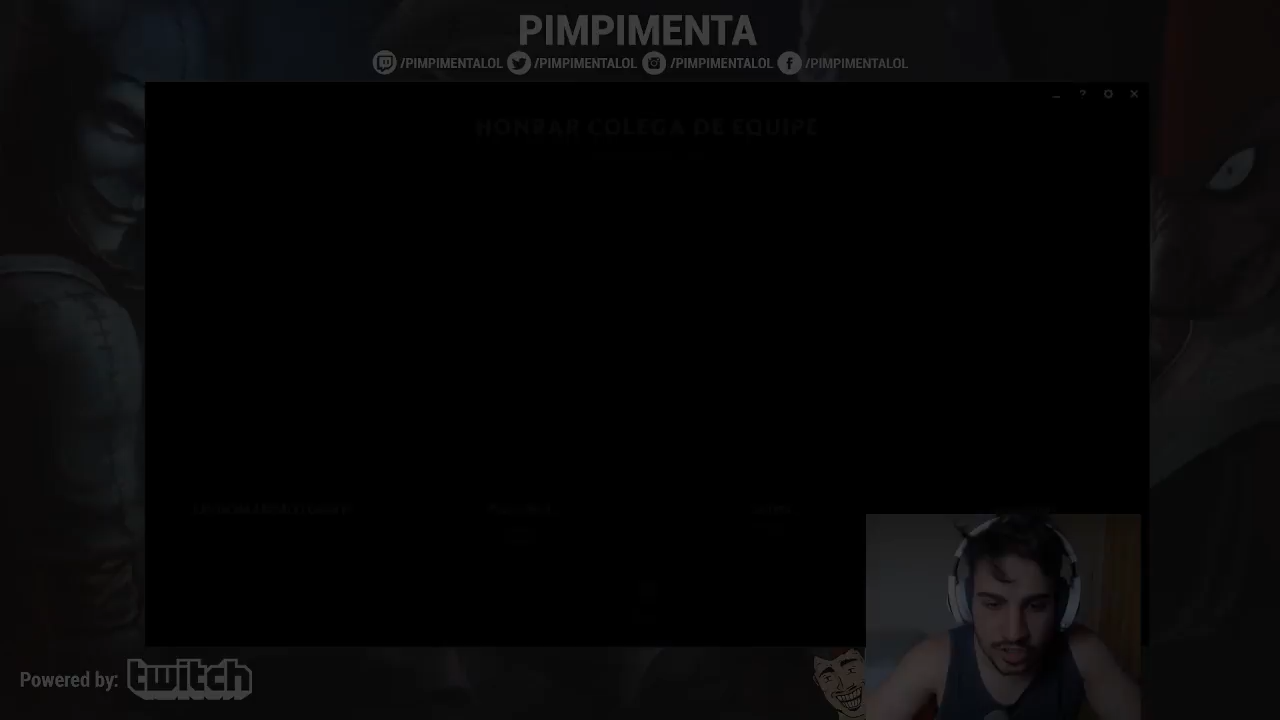 PIMPIMENTA
/PIMPIMENTALOL /PIMPIMENTALOL /PIMPIMENTALOL /PIMPIMENTALOL
?
HONRAR COLEGA DE EQUIPE
Powered by: twitch